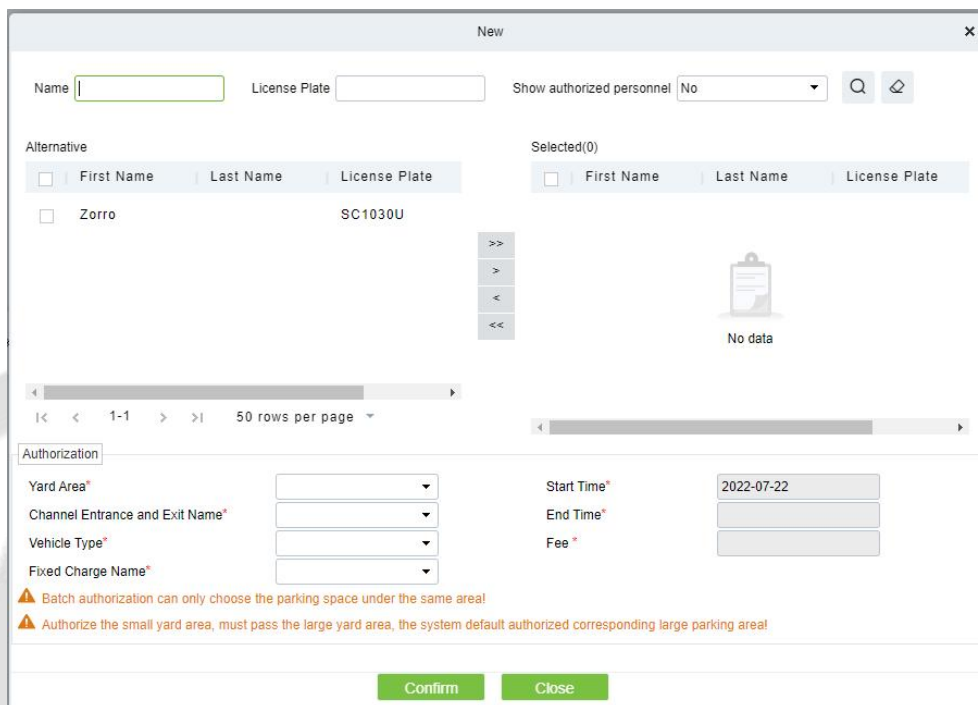 New
Name License Plate Show authorized personnel No
Alternative Selected(0)
First Name Last Name License Plate First Name Last Name License Plate
Zorro SC1030U
>>
>
<
<<
No data
1-1 50 rows per page
Authorization
Yard Area* Start Time* 2022-07-22
Channel Entrance and Exit Name* End Time*
Vehicle Type* Fee *
Fixed Charge Name*
Batch authorization can only choose the parking space under the same area!
Authorize the small yard area, must pass the large yard area, the system default authorized corresponding large parking area!
Confirm Close